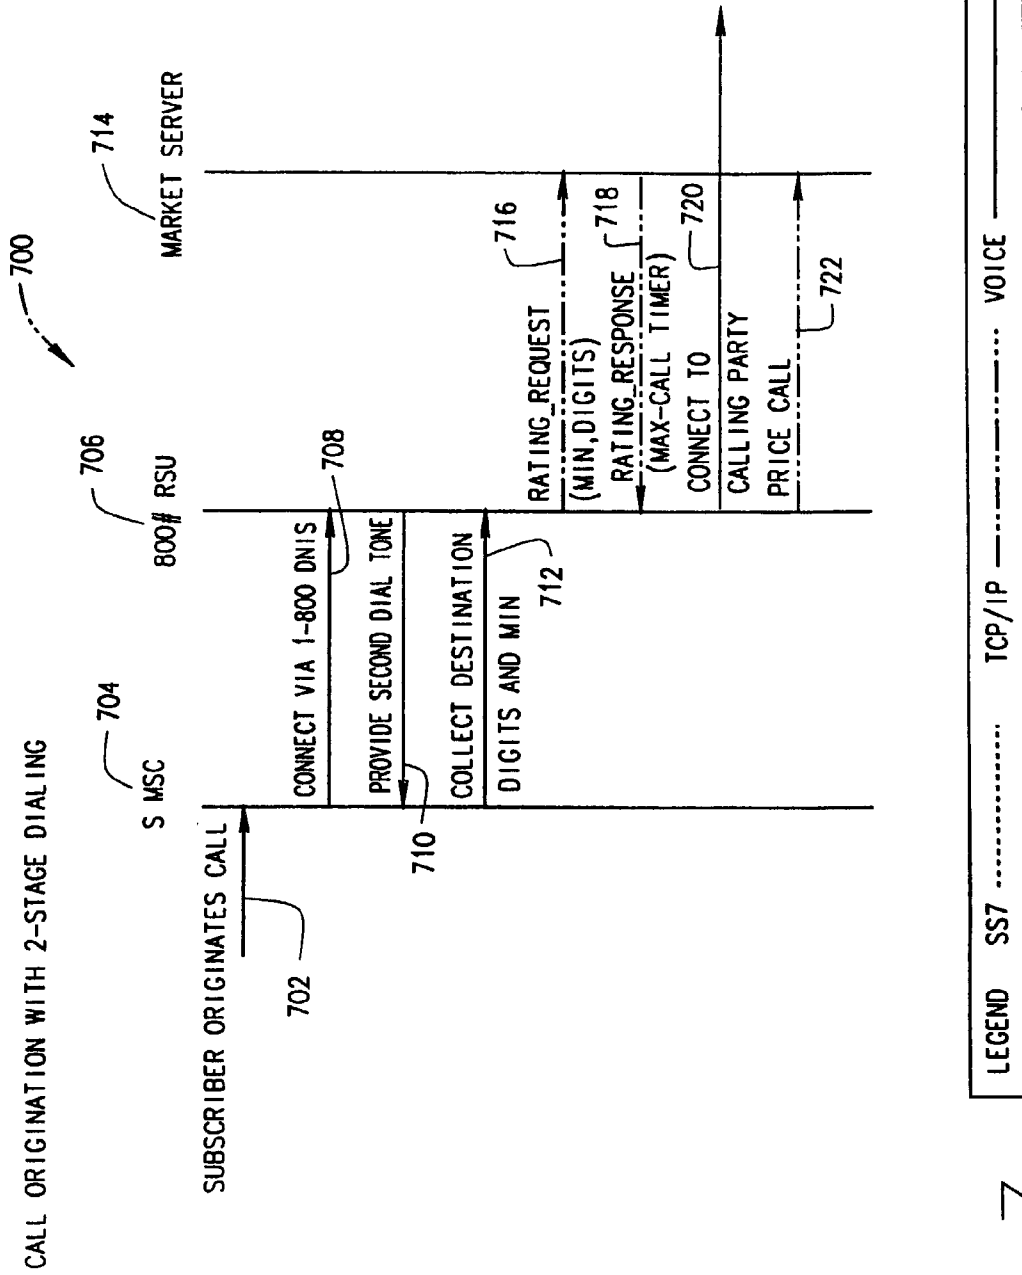 CALL ORIGINATION WITH 2-STAGE DIALING
700
704
S MSC
706
800# RSU
714
MARKET SERVER
SUBSCRIBER ORIGINATES CALL
702
CONNECT VIA 1-800 DNIS
708
PROVIDE SECOND DIAL TONE
710
COLLECT DESTINATION
DIGITS AND MIN
712
RATING_REQUEST
(MIN,DIGITS)
716
RATING_RESPONSE
(MAX-CALL TIMER)
718
CONNECT TO
CALLING PARTY
720
PRICE CALL
722
LEGEND SS7 TCP/IP VOICE